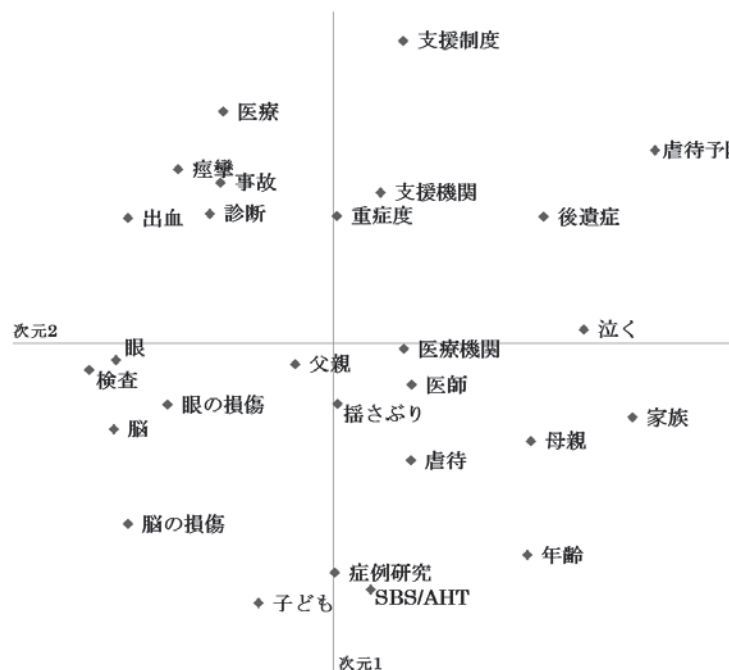 支援制度
医療
虐待予防
痙攣
事故
支援機関
出血
診断
重症度
後遺症
次元2
泣く
眼
医療機関
検査
父親
医師
眼の損傷
揺さぶり
家族
脳
母親
虐待
脳の損傷
年齢
症例研究
子ども
SBS/AHT
次元1